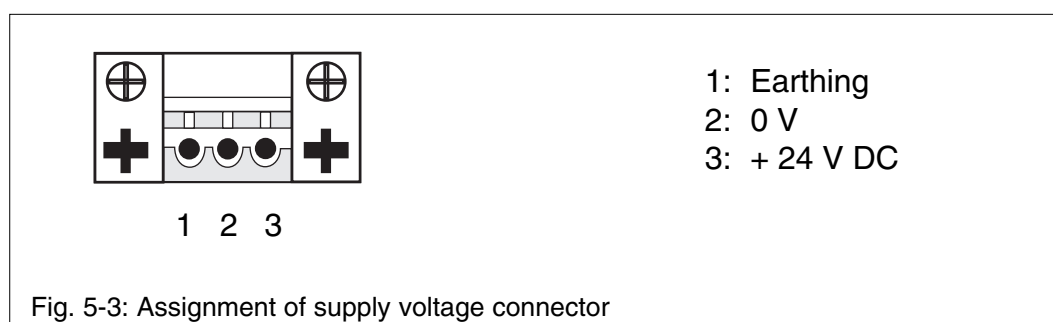 1: Earthing
2: 0 V
3: + 24 V DC
1 2 3
Fig. 5-3: Assignment of supply voltage connector